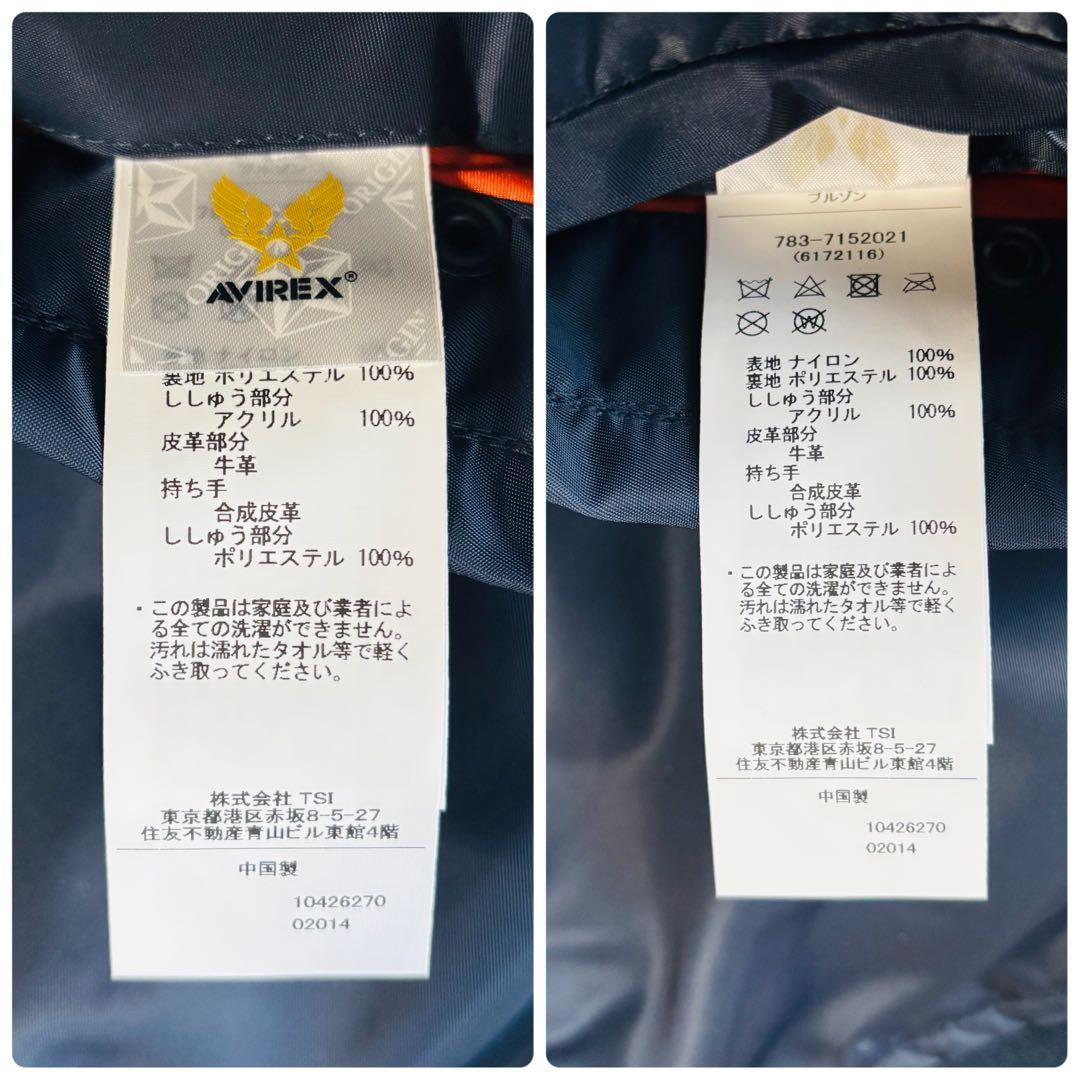 ORIGIN
ORIGIN
ORIGIN
AVIREX®
表地 ナイロン
裏地 ポリエステル 100%
ししゅう部分
アクリル 100%
皮革部分
牛革
持ち手
合成皮革
ししゅう部分
ポリエステル 100%
・この製品は家庭及び業者によ
る全ての洗濯ができません。
汚れは濡れたタオル等で軽く
ふき取ってください。
株式会社 TSI
東京都港区赤坂8-5-27
住友不動産青山ビル東館4階
中国製
10426270
02014
ブルゾン
783-7152021
(6172116)
表地 ナイロン 100%
裏地 ポリエステル 100%
ししゅう部分
アクリル 100%
皮革部分
牛革
持ち手
合成皮革
ししゅう部分
ポリエステル 100%
・この製品は家庭及び業者によ
る全ての洗濯ができません。
汚れは濡れたタオル等で軽く
ふき取ってください。
株式会社 TSI
東京都港区赤坂8-5-27
住友不動産青山ビル東館4階
中国製
10426270
02014